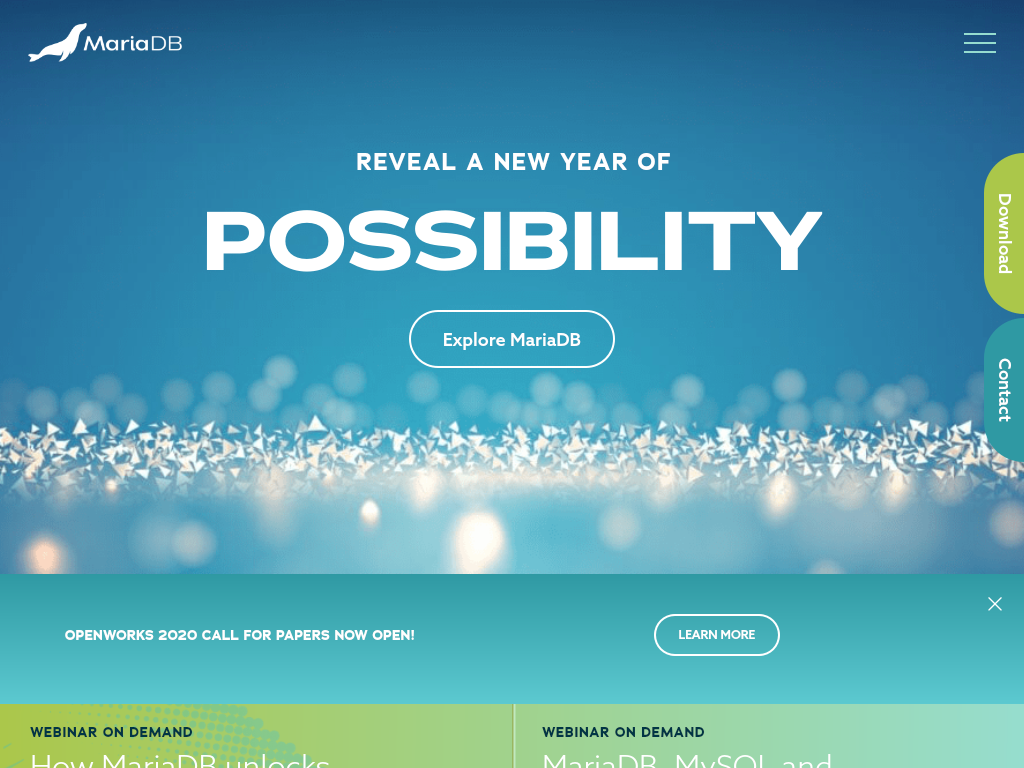 MariaDB
REVEAL A NEW YEAR OF
POSSIBILITY
Explore MariaDB
Download
Contact
OPENWORKS 2020 CALL FOR PAPERS NOW OPEN!
LEARN MORE
WEBINAR ON DEMAND
How MariaDB unlocks
WEBINAR ON DEMAND
MariaDB, MySQL and